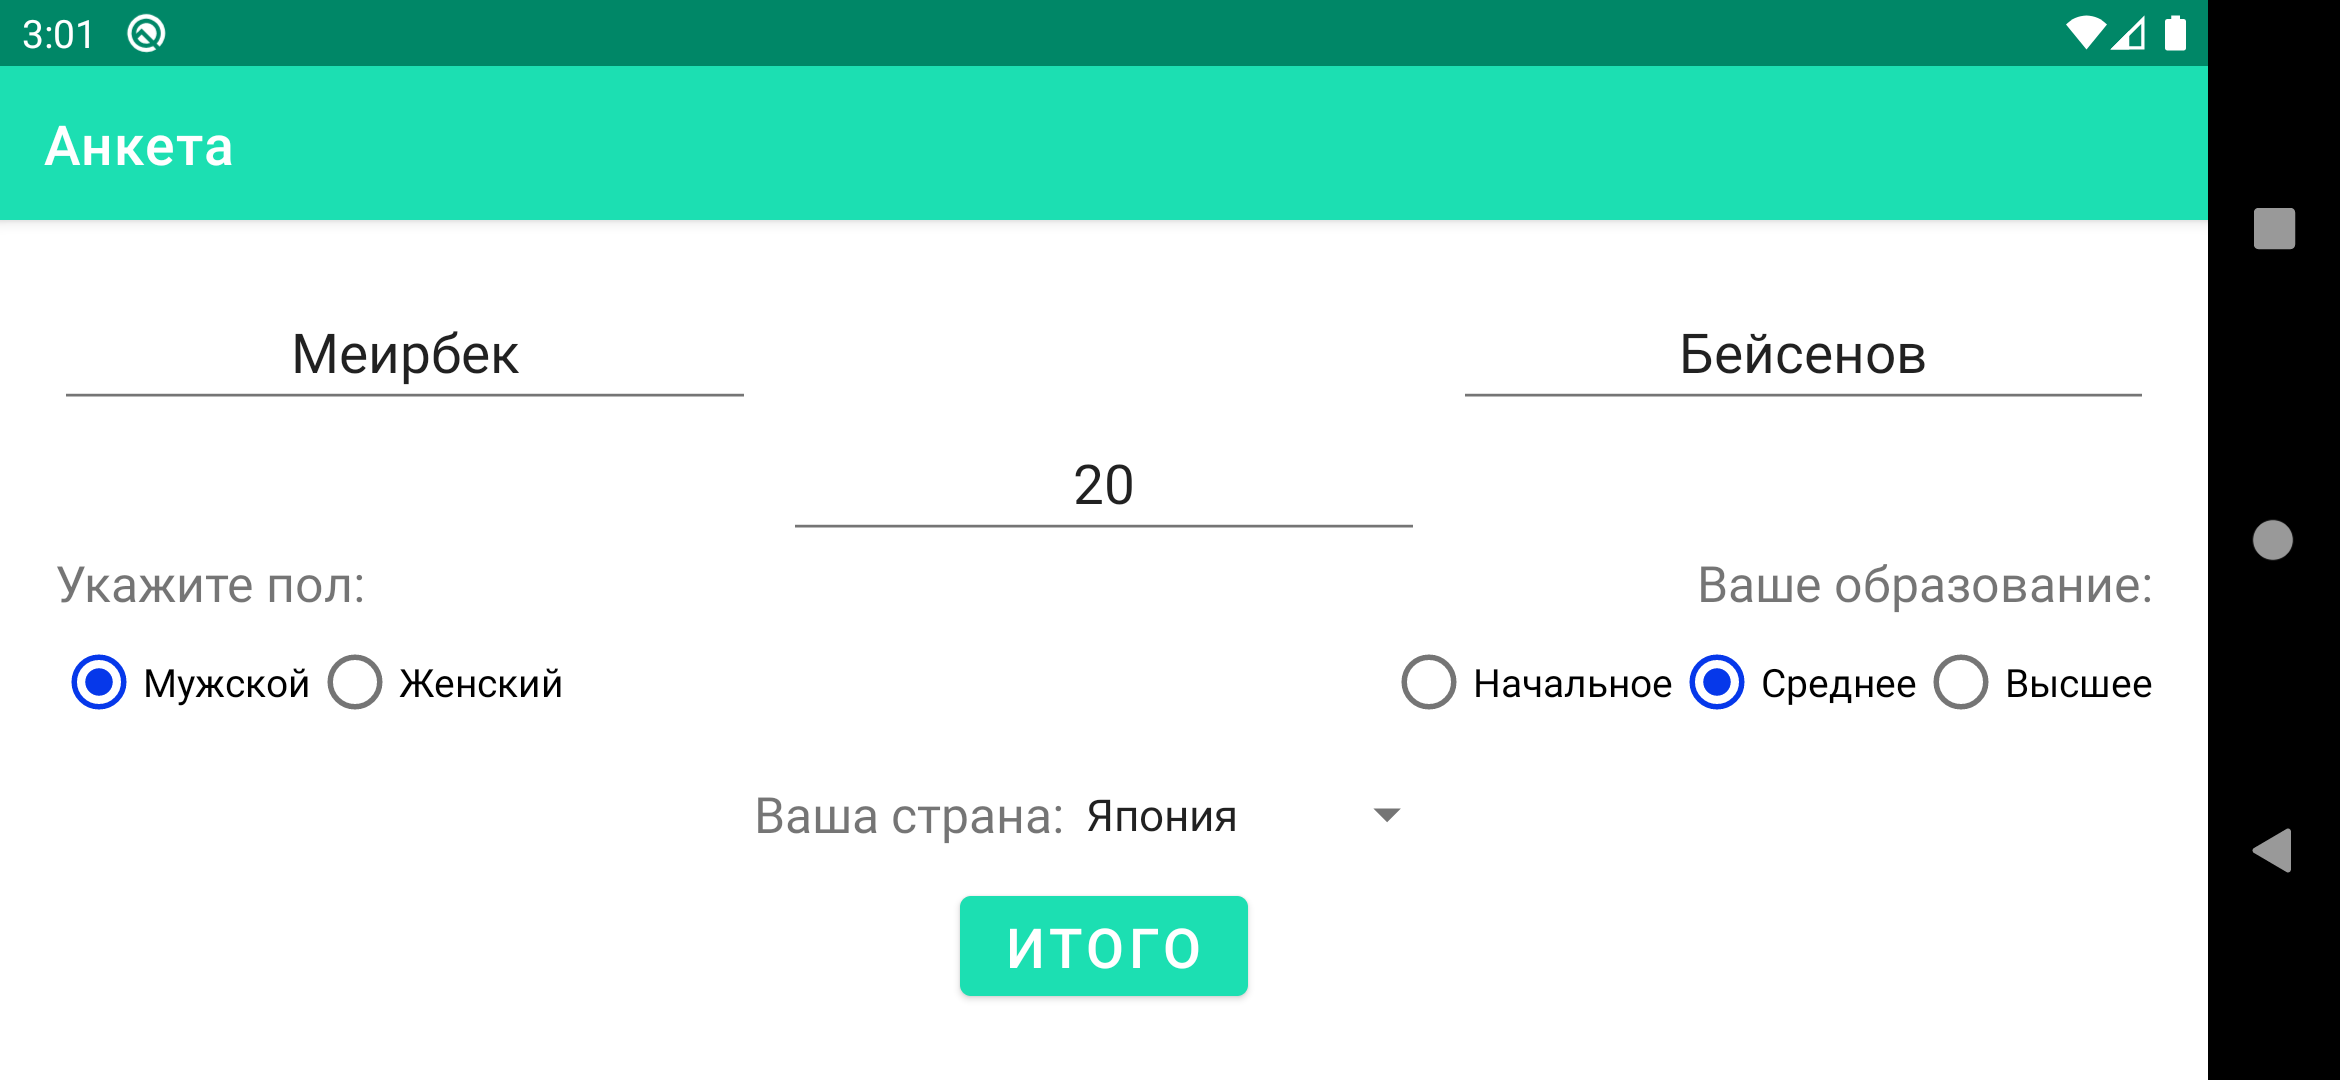 3:01
Анкета
Меирбек
Бейсенов
20
Укажите пол:
Ваше образование:
Мужской Женский
Начальное Среднее Высшее
Ваша страна: Япония
ИТОГО